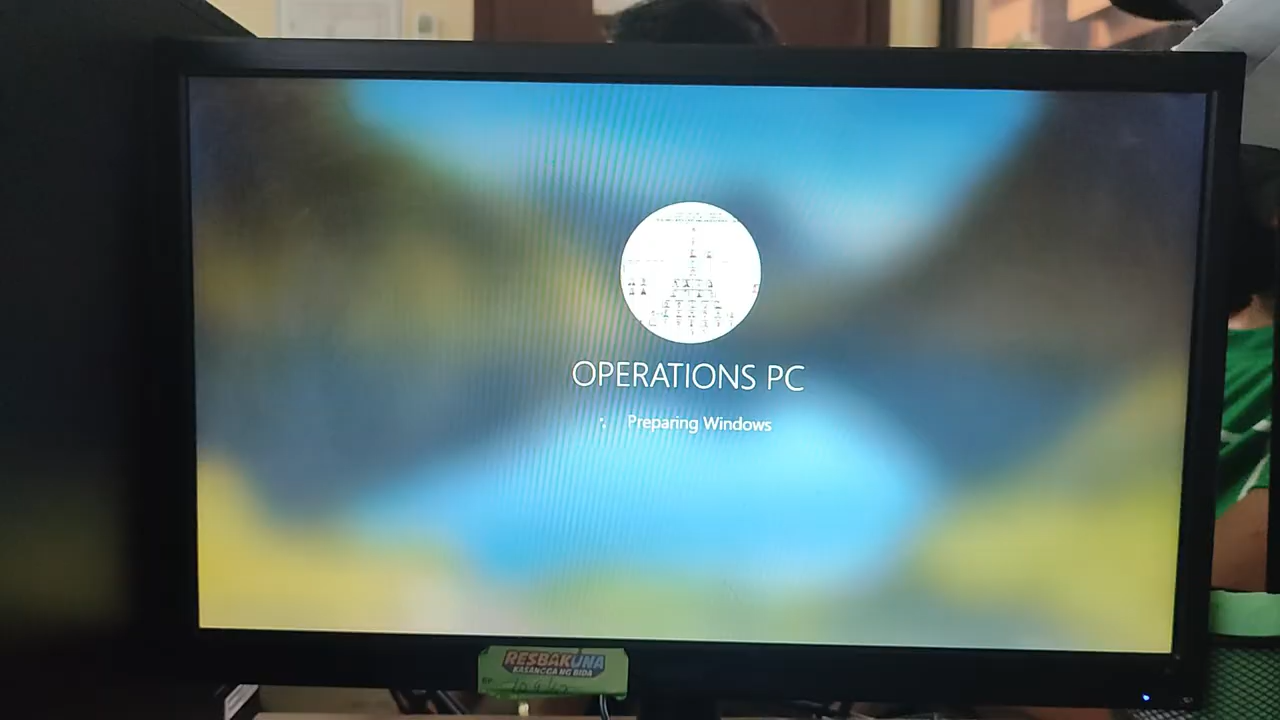 OPERATIONS PC
Preparing Windows
RESBAKUNA
KASANGGA NG BIDA